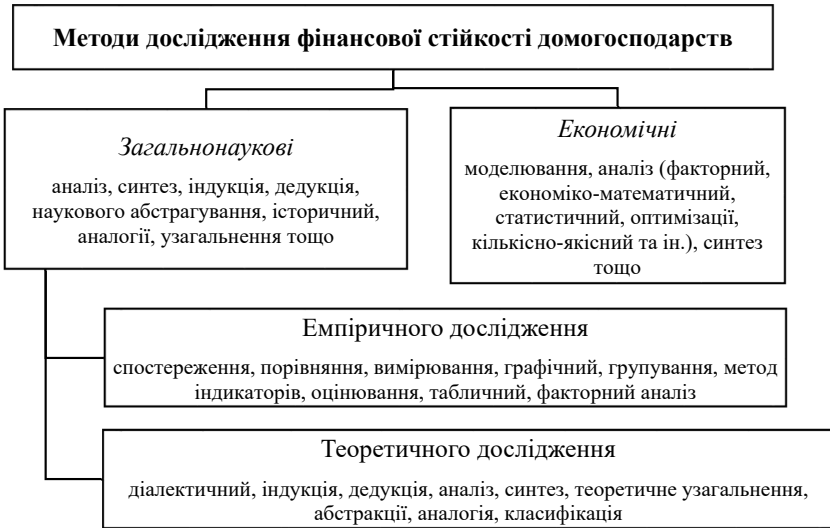 Методи дослідження фінансової стійкості домогосподарств
Загальнонаукові
аналіз, синтез, індукція, дедукція,
наукового абстрагування, історичний,
аналогії, узагальнення тощо
Економічні
моделювання, аналіз (факторний,
економіко-математичний,
статистичний, оптимізації,
кількісно-якісний та ін.), синтез
тощо
Емпіричного дослідження
спостереження, порівняння, вимірювання, графічний, групування, метод
індикаторів, оцінювання, табличний, факторний аналіз
Теоретичного дослідження
діалектичний, індукція, дедукція, аналіз, синтез, теоретичне узагальнення,
абстракції, аналогія, класифікація